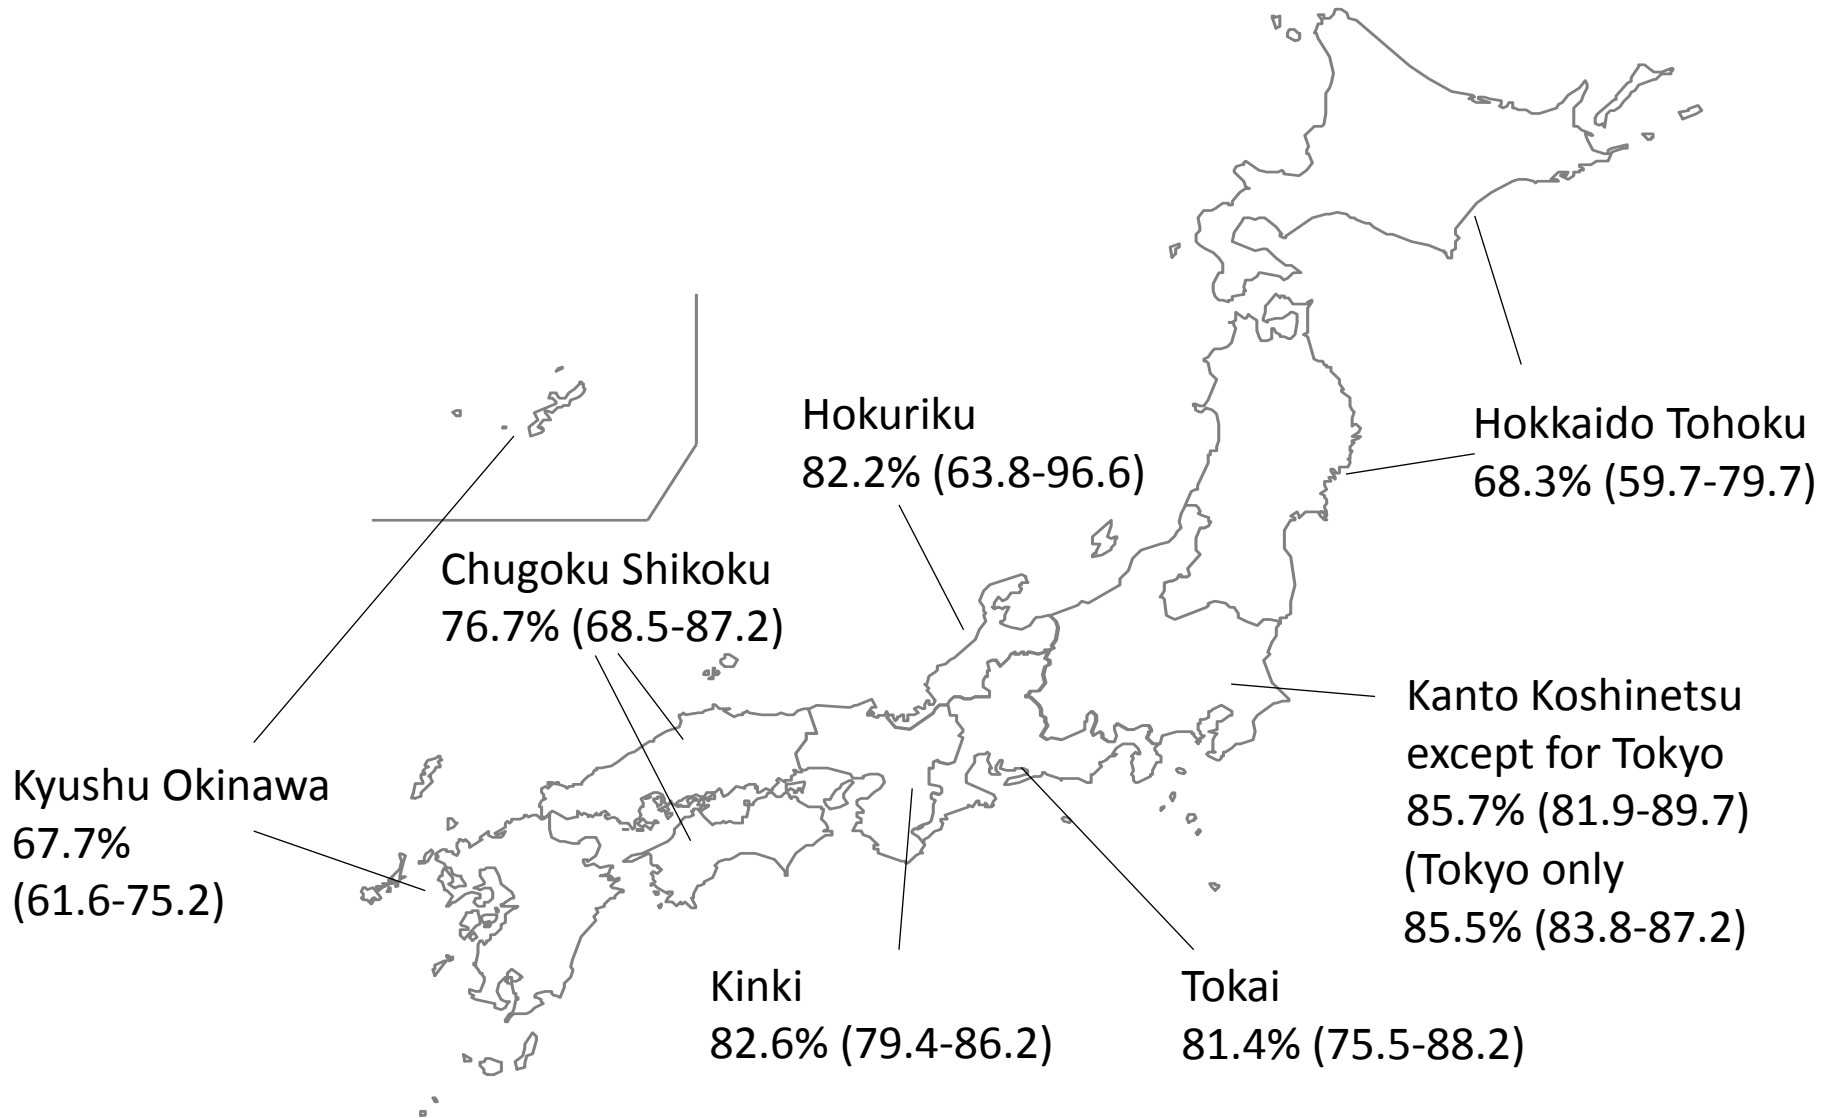 Hokuriku
82.2% (63.8-96.6)
Hokkaido Tohoku
68.3% (59.7-79.7)
Chugoku Shikoku
76.7% (68.5-87.2)
Kanto Koshinetsu
except for Tokyo
85.7% (81.9-89.7)
(Tokyo only
85.5% (83.8-87.2)
Kyushu Okinawa
67.7%
(61.6-75.2)
Kinki
82.6% (79.4-86.2)
Tokai
81.4% (75.5-88.2)